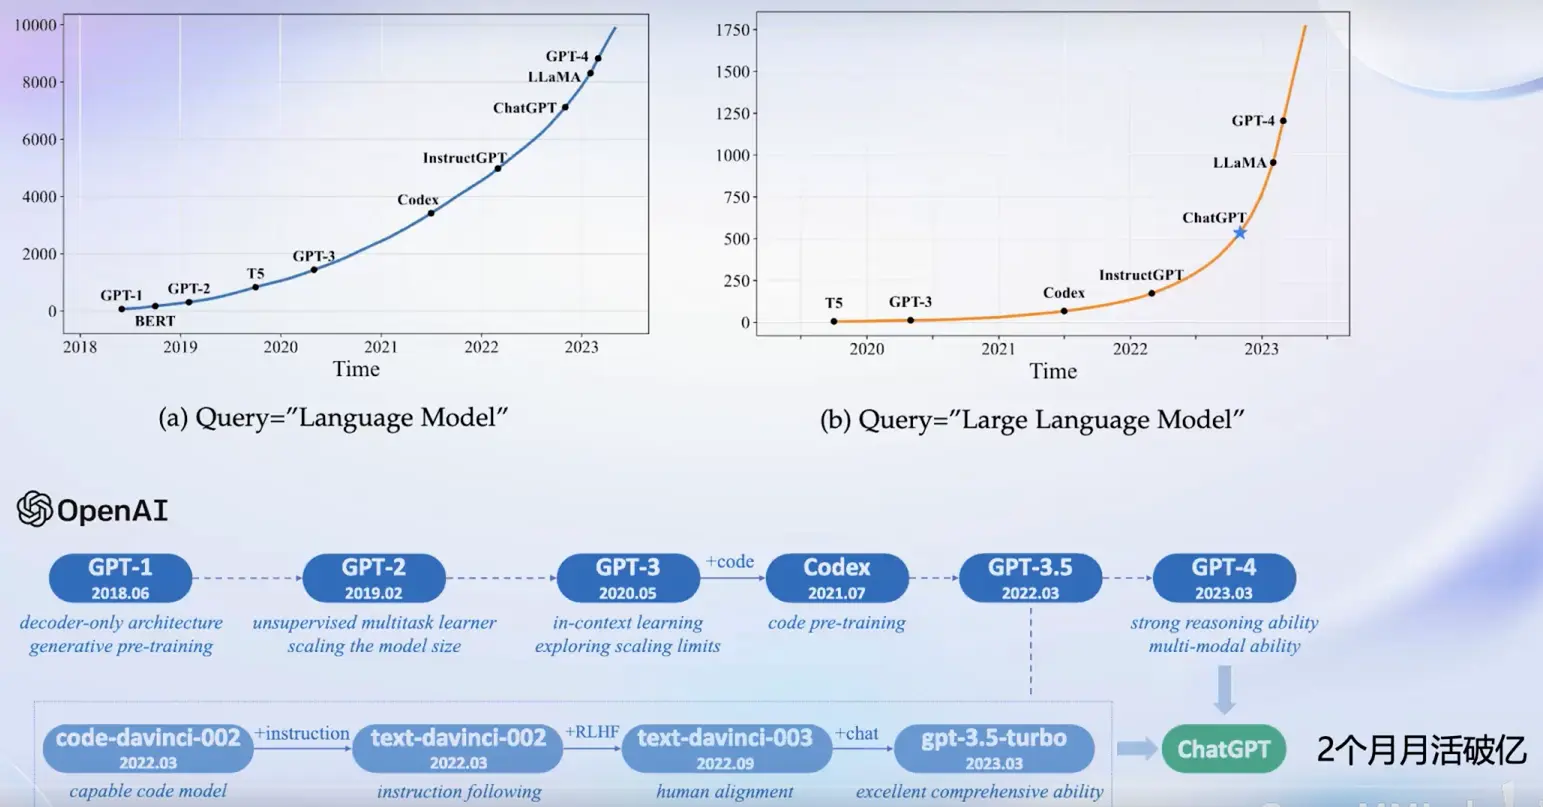 10000
8000
6000
4000
2000
0
GPT-1
BERT
GPT-2
T5
GPT-3
Codex
InstructGPT
ChatGPT
LLaMA
GPT-4
2018 2019 2020 2021 2022 2023
Time
(a) Query="Language Model"
1750
1500
1250
1000
750
500
250
0
T5
GPT-3
Codex
InstructGPT
ChatGPT
LLaMA
GPT-4
2020 2021 2022 2023
Time
(b) Query="Large Language Model"
OpenAI
GPT-1
2018.06
decoder-only architecture
generative pre-training
GPT-2
2019.02
unsupervised multitask learner
scaling the model size
GPT-3
2020.05
in-context learning
exploring scaling limits
+code
Codex
2021.07
code pre-training
GPT-3.5
2022.03
GPT-4
2023.03
strong reasoning ability
multi-modal ability
code-davinci-002
2022.03
capable code model
+instruction
text-davinci-002
2022.03
instruction following
+RLHF
text-davinci-003
2022.09
human alignment
+chat
gpt-3.5-turbo
2023.03
excellent comprehensive ability
ChatGPT
2个月月活破亿